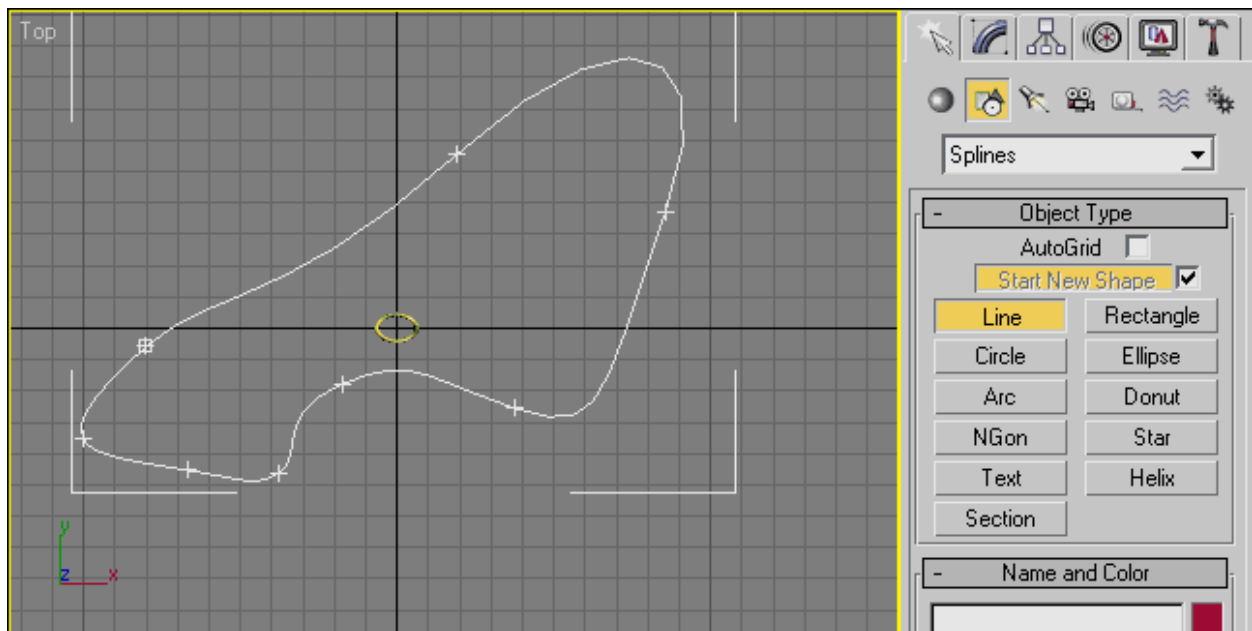 Top
y
z
x
Splines
- Object Type
AutoGrid
Start New Shape
Line Rectangle
Circle Ellipse
Arc Donut
NGon Star
Text Helix
Section
- Name and Color